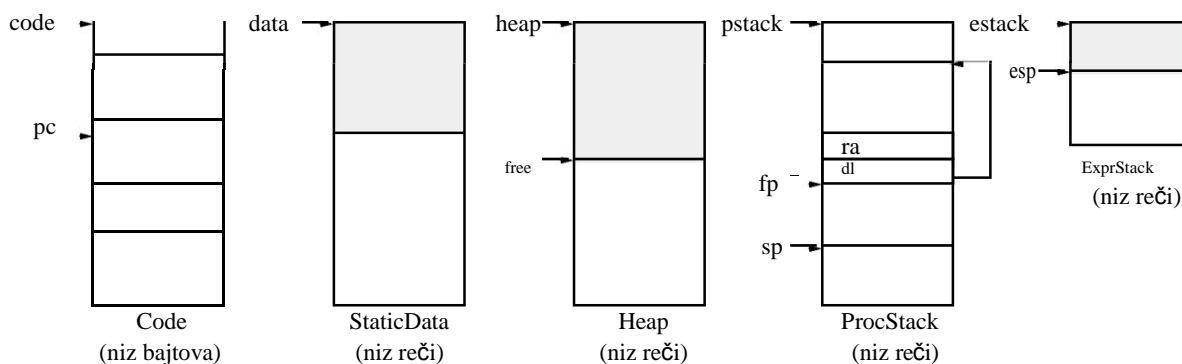 code
data
heap
pstack
estack
esp
pc
ra
free
dl
fp
ExprStack
(niz reči)
sp
Code
StaticData
Heap
ProcStack
(niz bajtova)
(niz reči)
(niz reči)
(niz reči)